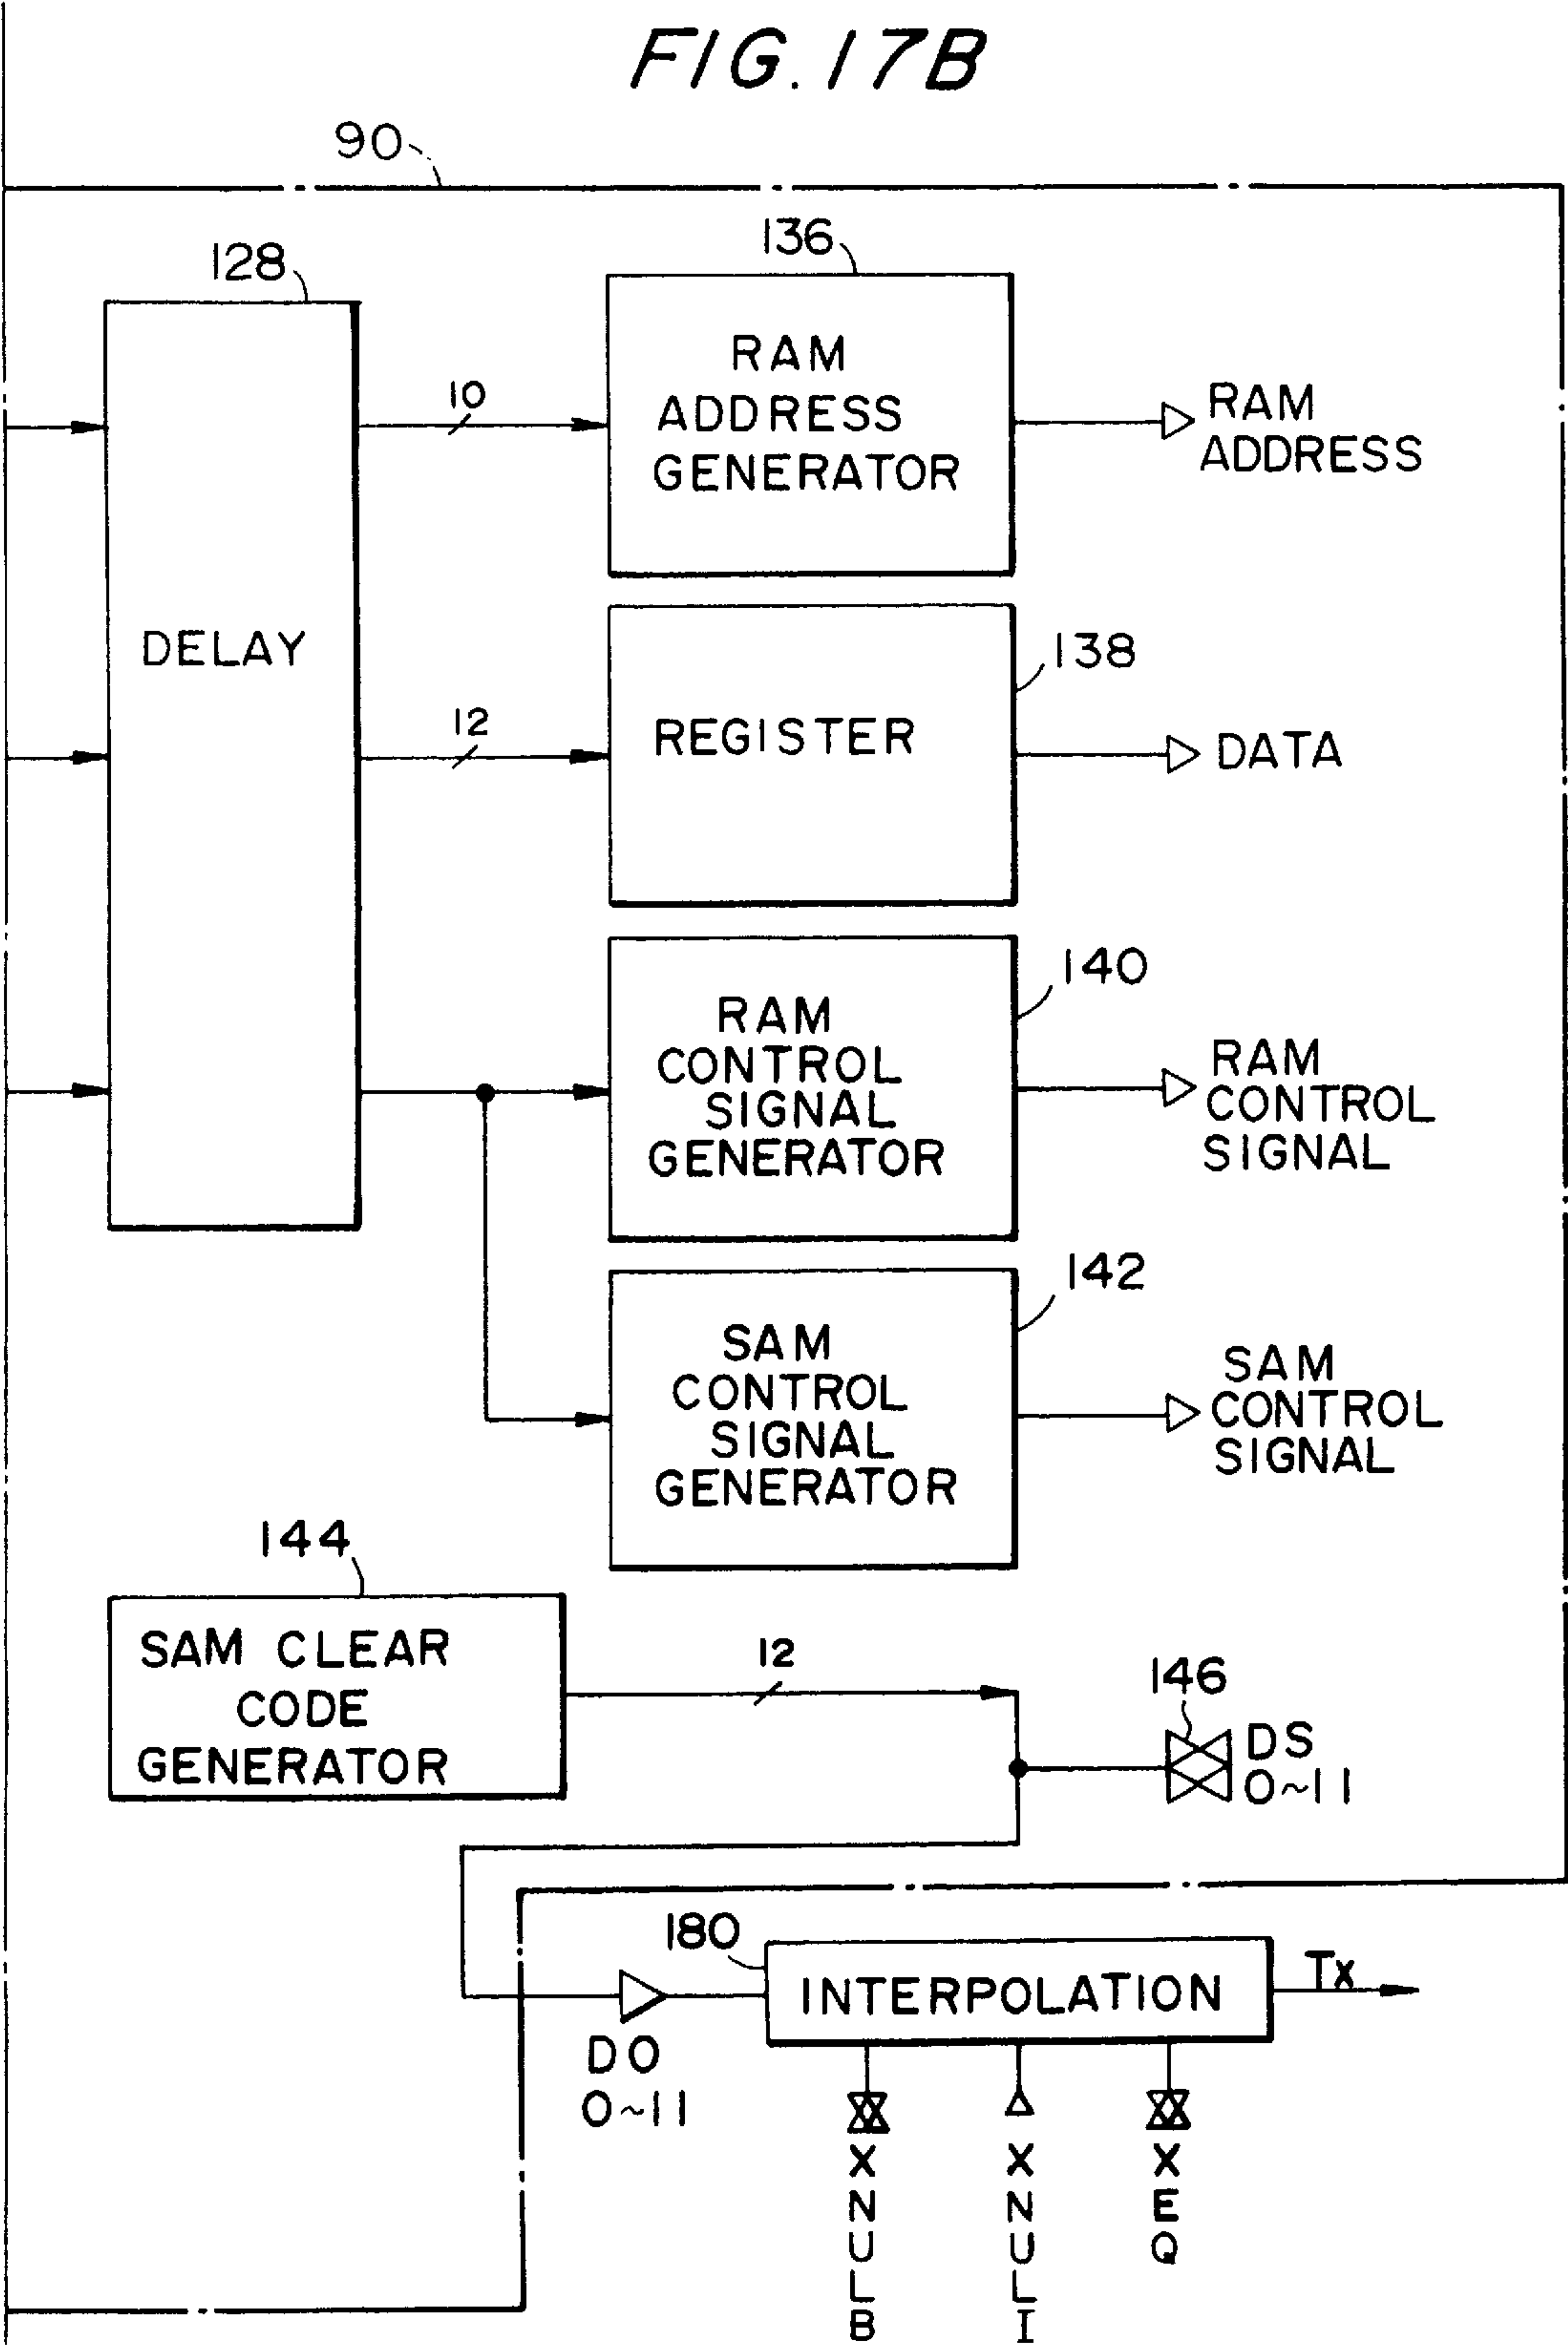 FIG. 17B
90
136
128
RAM
ADDRESS
GENERATOR
10
RAM
ADDRESS
DELAY
138
12
REGISTER
DATA
140
RAM
CONTROL
SIGNAL
GENERATOR
RAM
CONTROL
SIGNAL
142
SAM
CONTROL
SIGNAL
GENERATOR
SAM
CONTROL
SIGNAL
144
SAM CLEAR
CODE
GENERATOR
12
146
DS
0~11
180
INTERPOLATION
Tx
DO
0~11
XNULB
XNULI
XEQ